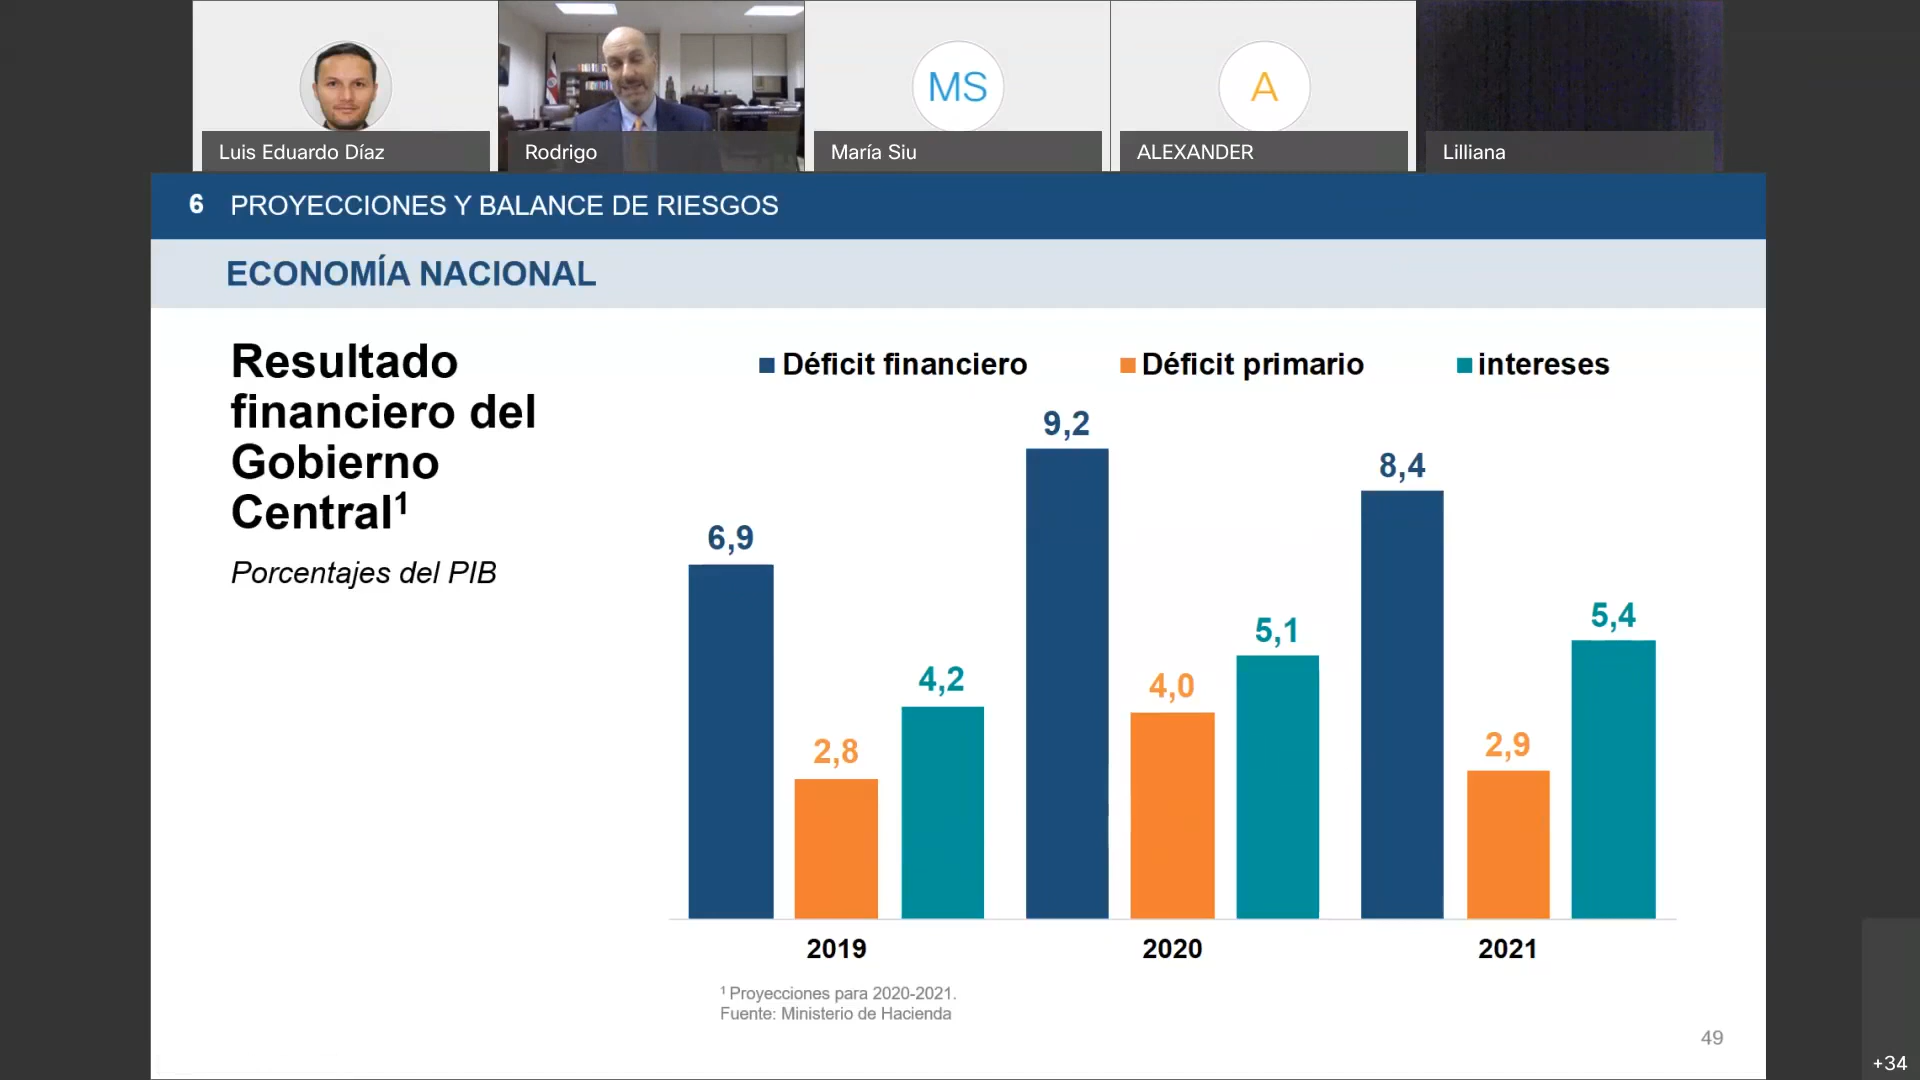 Luis Eduardo Díaz
Rodrigo
MS
María Siu
A
ALEXANDER
Lilliana
6 PROYECCIONES Y BALANCE DE RIESGOS
ECONOMÍA NACIONAL
Resultado
financiero del
Gobierno
Central¹
Porcentajes del PIB
Déficit financiero
Déficit primario
intereses
6,9
2,8
4,2
9,2
4,0
5,1
8,4
2,9
5,4
2019
2020
2021
¹ Proyecciones para 2020-2021.
Fuente: Ministerio de Hacienda
49
+34